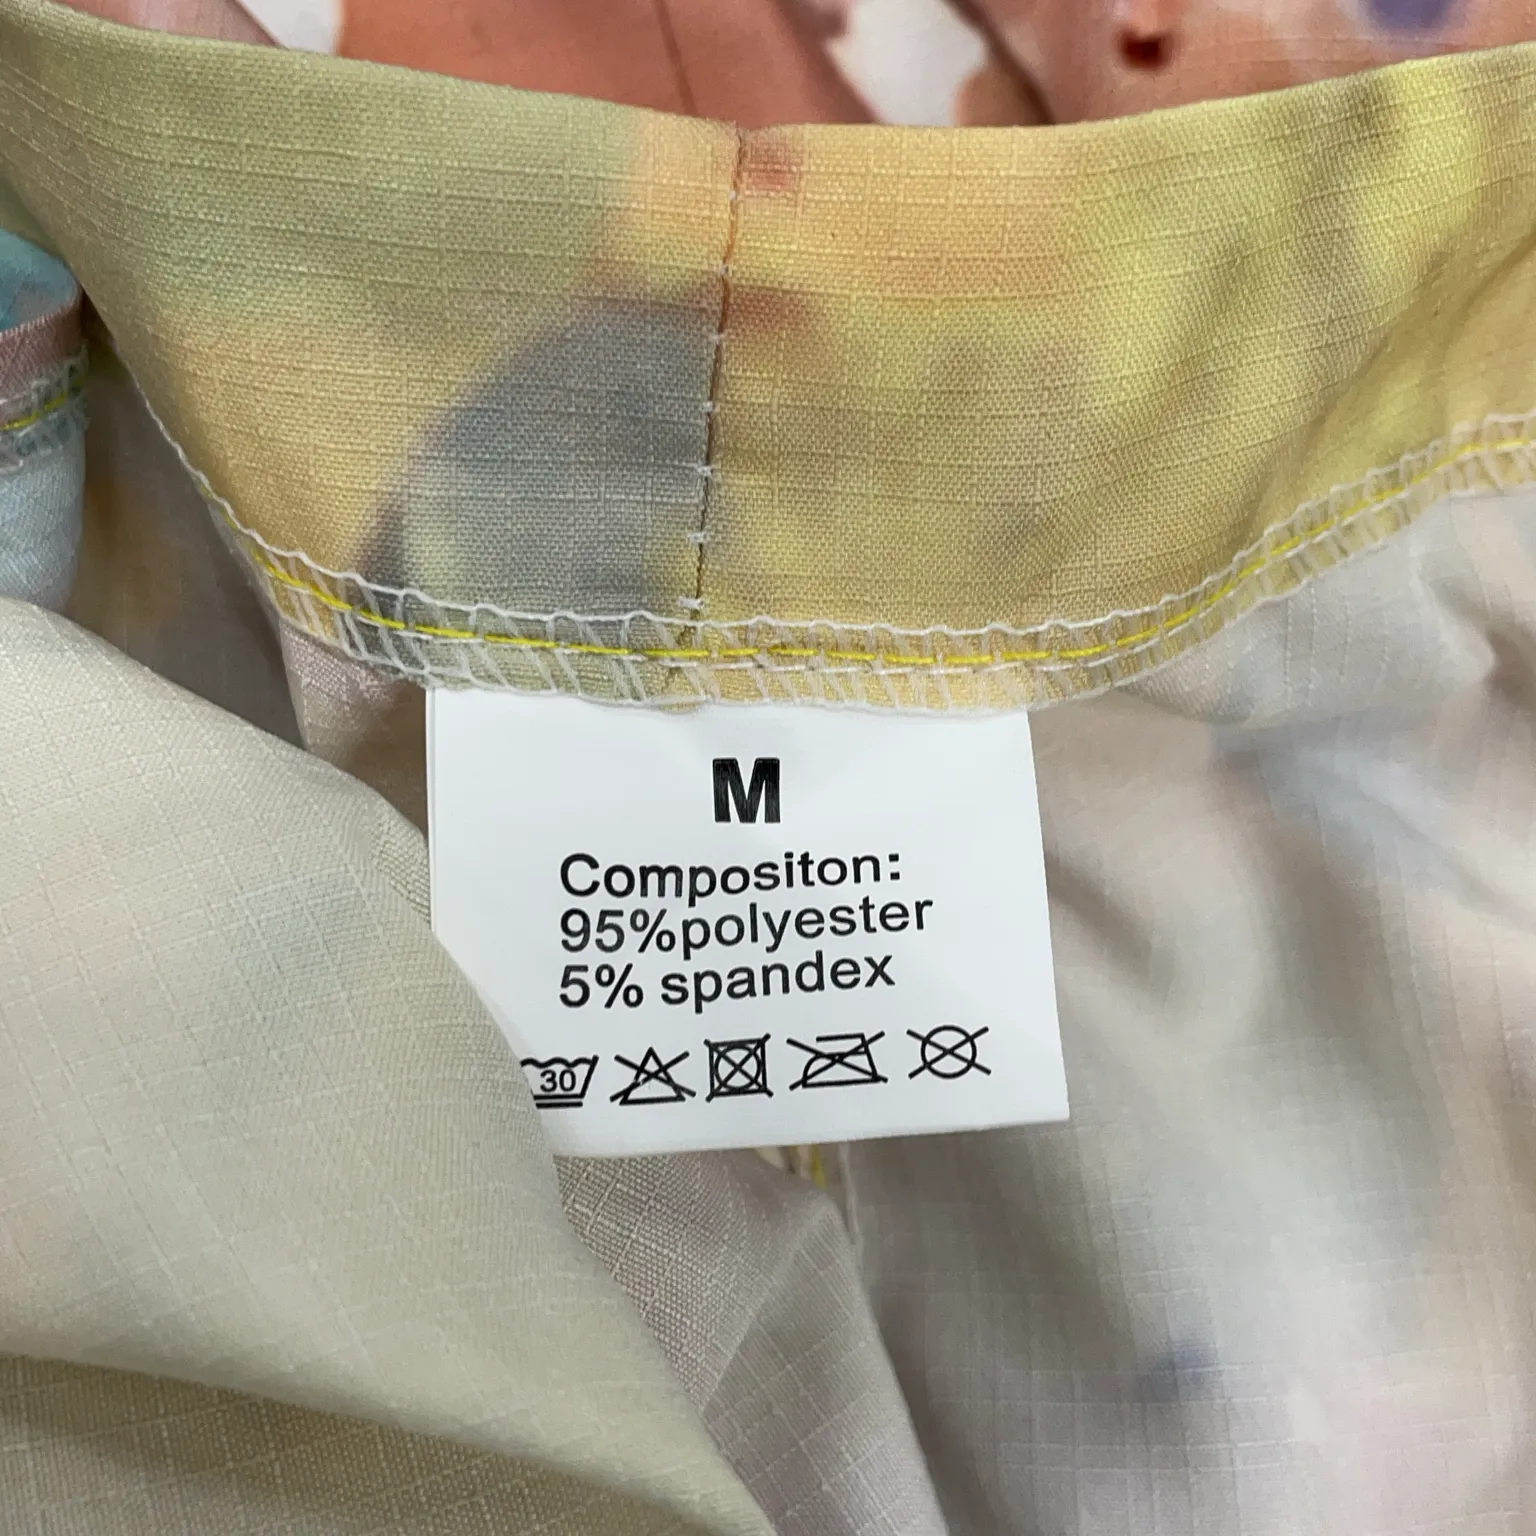 M
Compositon:
95%polyester
5% spandex
30